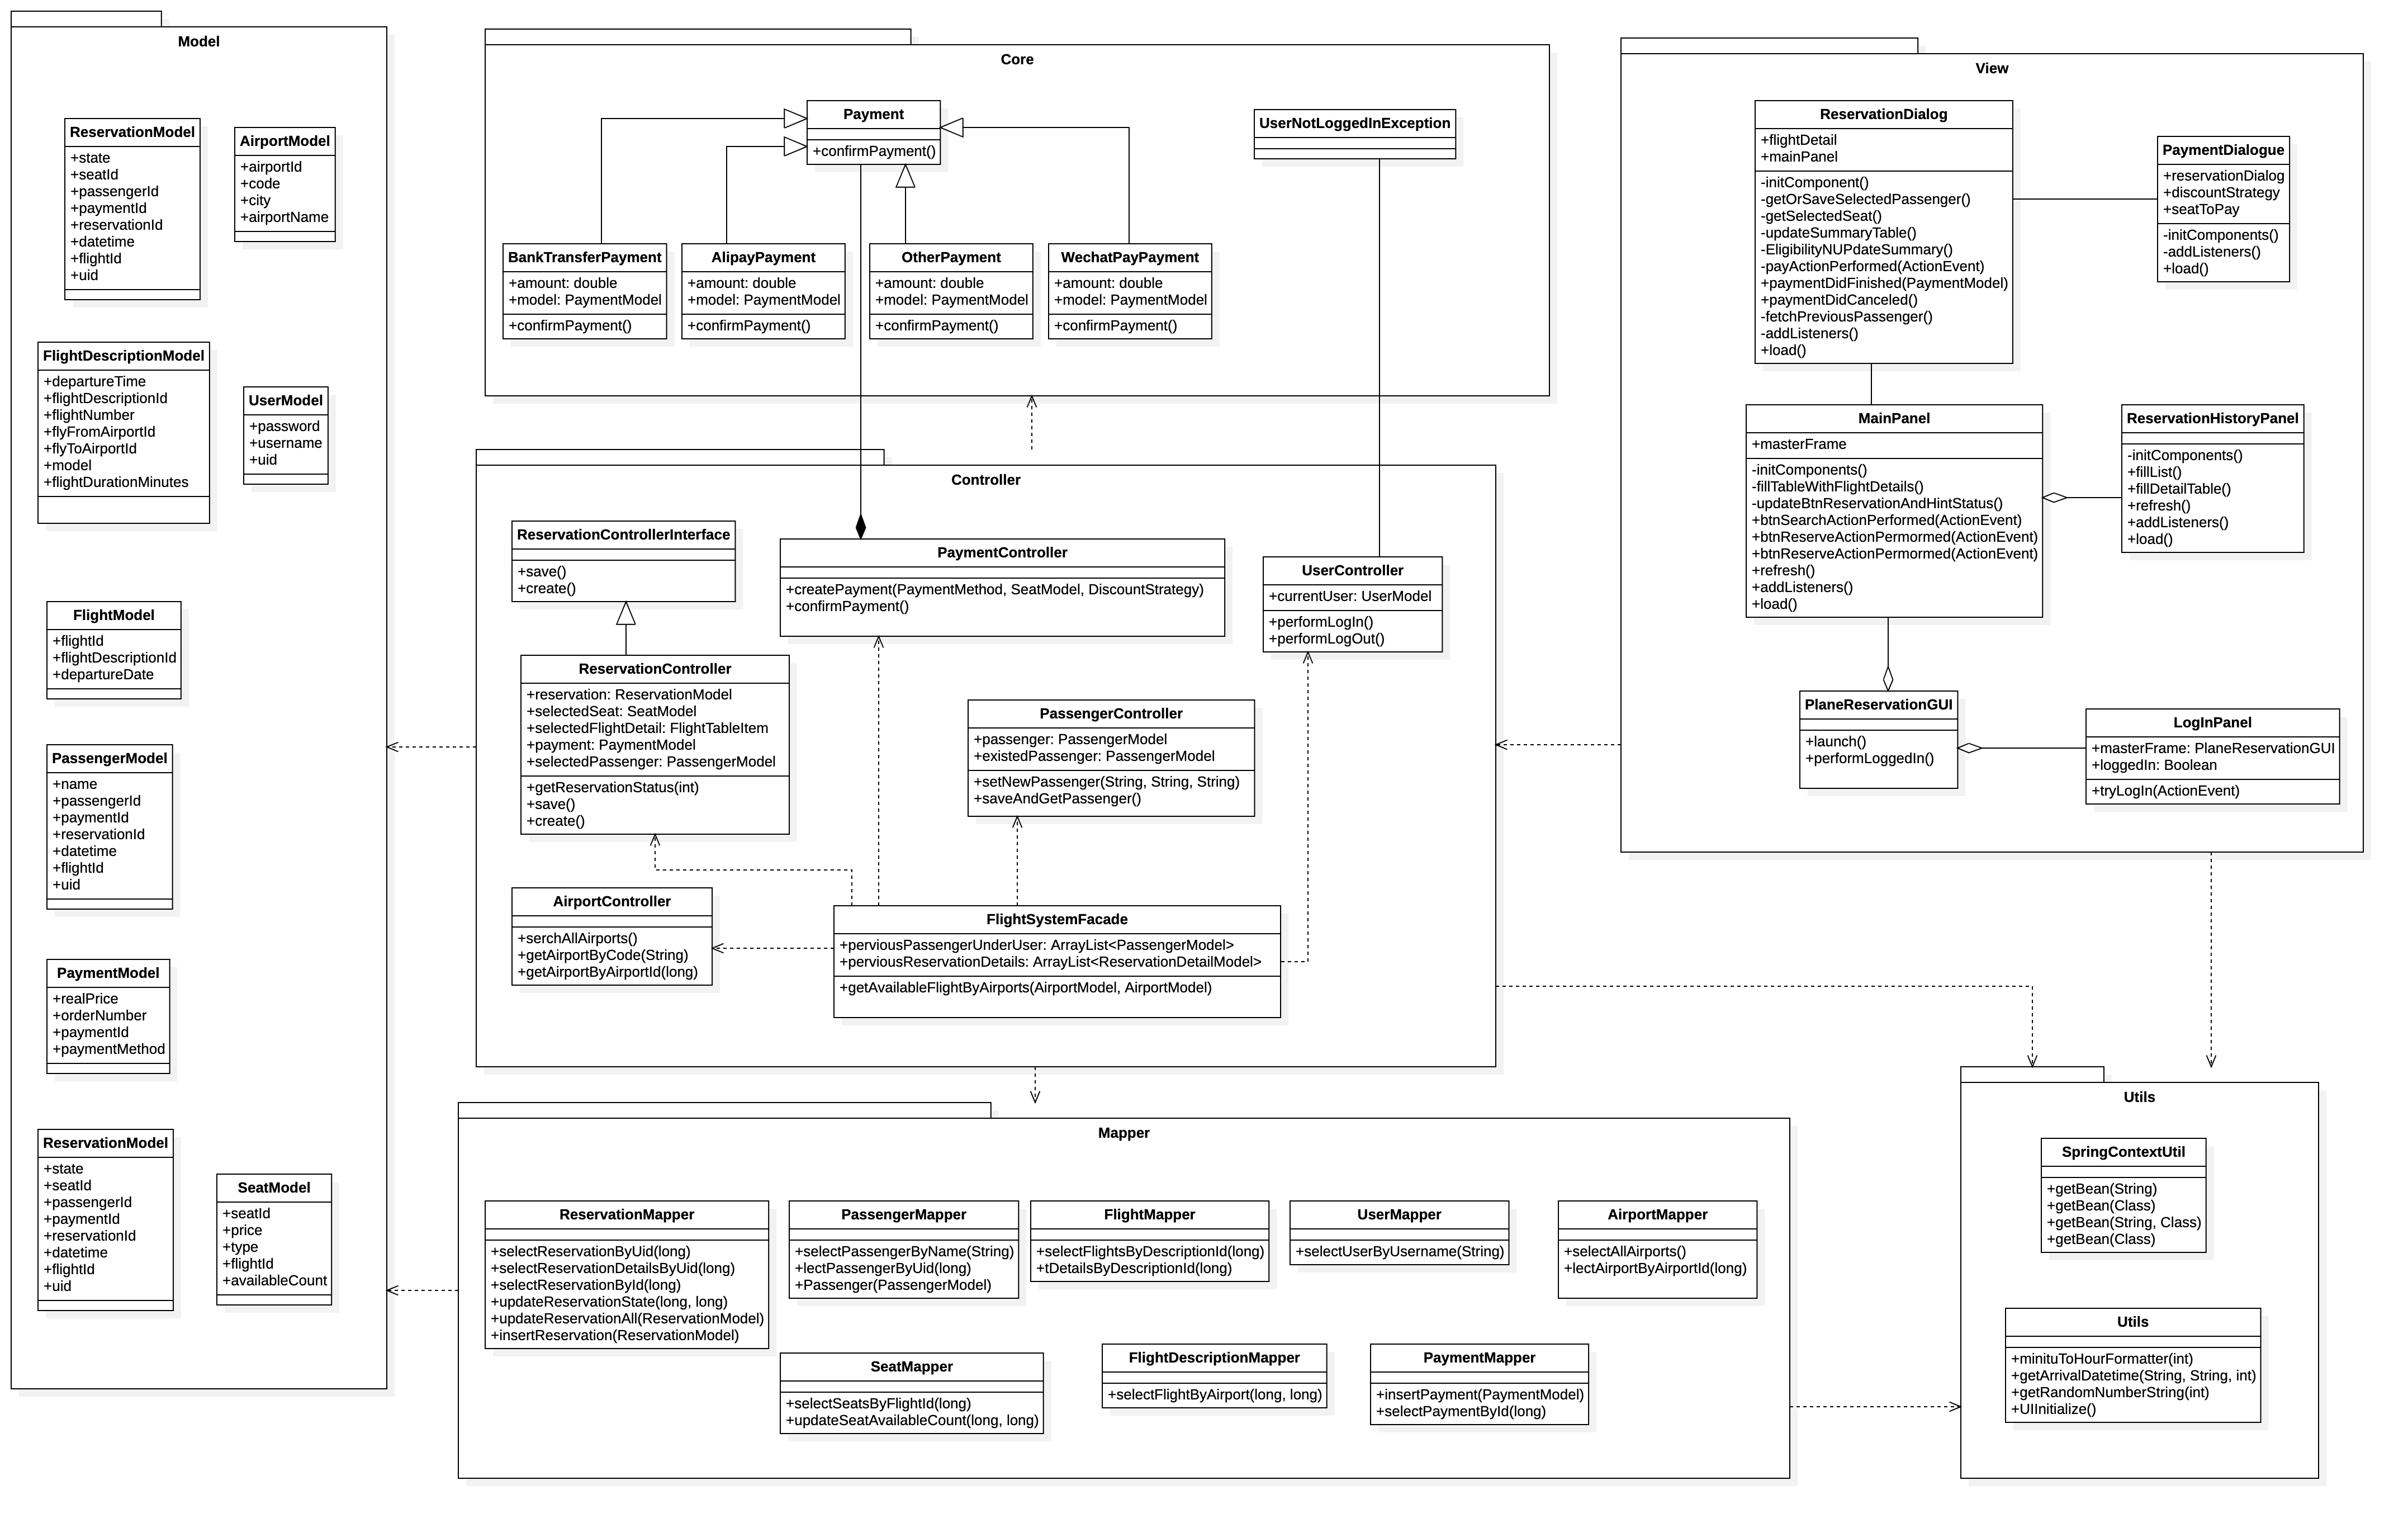 Model
ReservationModel
+state
+seatId
+passengerId
+paymentId
+reservationId
+datetime
+flightId
+uid
AirportModel
+airportId
+code
+city
+airportName
FlightDescriptionModel
+departureTime
+flightDescriptionId
+flightNumber
+flyFromAirportId
+flyToAirportId
+model
+flightDurationMinutes
UserModel
+password
+username
+uid
FlightModel
+flightId
+flightDescriptionId
+departureDate
PassengerModel
+name
+passengerId
+paymentId
+reservationId
+datetime
+flightId
+uid
PaymentModel
+realPrice
+orderNumber
+paymentId
+paymentMethod
ReservationModel
+state
+seatId
+passengerId
+paymentId
+reservationId
+datetime
+flightId
+uid
SeatModel
+seatId
+price
+type
+flightId
+availableCount
Core
Payment
+confirmPayment()
UserNotLoggedInException
BankTransferPayment
+amount: double
+model: PaymentModel
+confirmPayment()
AlipayPayment
+amount: double
+model: PaymentModel
+confirmPayment()
OtherPayment
+amount: double
+model: PaymentModel
+confirmPayment()
WechatPayPayment
+amount: double
+model: PaymentModel
+confirmPayment()
Controller
ReservationControllerInterface
+save()
+create()
PaymentController
+createPayment(PaymentMethod, SeatModel, DiscountStrategy)
+confirmPayment()
UserController
+currentUser: UserModel
+performLogIn()
+performLogOut()
ReservationController
+reservation: ReservationModel
+selectedSeat: SeatModel
+selectedFlightDetail: FlightTableItem
+payment: PaymentModel
+selectedPassenger: PassengerModel
+getReservationStatus(int)
+save()
+create()
PassengerController
+passenger: PassengerModel
+existedPassenger: PassengerModel
+setNewPassenger(String, String, String)
+saveAndGetPassenger()
AirportController
+serchAllAirports()
+getAirportByCode(String)
+getAirportByAirportId(long)
FlightSystemFacade
+perviousPassengerUnderUser: ArrayList<PassengerModel>
+perviousReservationDetails: ArrayList<ReservationDetailModel>
+getAvailableFlightByAirports(AirportModel, AirportModel)
View
ReservationDialog
+flightDetail
+mainPanel
-initComponent()
-getOrSaveSelectedPassenger()
-getSelectedSeat()
-updateSummaryTable()
-EligibilityNUPdateSummary()
-payActionPerformed(ActionEvent)
+paymentDidFinished(PaymentModel)
+paymentDidCanceled()
-fetchPreviousPassenger()
-addListeners()
+load()
PaymentDialogue
+reservationDialog
+discountStrategy
+seatToPay
-initComponents()
-addListeners()
+load()
MainPanel
+masterFrame
-initComponents()
-fillTableWithFlightDetails()
-updateBtnReservationAndHintStatus()
+btnSearchActionPerformed(ActionEvent)
+btnReserveActionPermormed(ActionEvent)
+btnReserveActionPermormed(ActionEvent)
+refresh()
+addListeners()
+load()
ReservationHistoryPanel
-initComponents()
+fillList()
+fillDetailTable()
+refresh()
+addListeners()
+load()
PlaneReservationGUI
+launch()
+performLoggedIn()
LogInPanel
+masterFrame: PlaneReservationGUI
+loggedIn: Boolean
+tryLogIn(ActionEvent)
Mapper
ReservationMapper
+selectReservationByUid(long)
+selectReservationDetailsByUid(long)
+selectReservationById(long)
+updateReservationState(long, long)
+updateReservationAll(ReservationModel)
+insertReservation(ReservationModel)
PassengerMapper
+selectPassengerByName(String)
+lectPassengerByUid(long)
+Passenger(PassengerModel)
FlightMapper
+selectFlightsByDescriptionId(long)
+tDetailsByDescriptionId(long)
UserMapper
+selectUserByUsername(String)
AirportMapper
+selectAllAirports()
+lectAirportByAirportId(long)
SeatMapper
+selectSeatsByFlightId(long)
+updateSeatAvailableCount(long, long)
FlightDescriptionMapper
+selectFlightByAirport(long, long)
PaymentMapper
+insertPayment(PaymentModel)
+selectPaymentById(long)
Utils
SpringContextUtil
+getBean(String)
+getBean(Class)
+getBean(String, Class)
+getBean(Class)
Utils
+minituToHourFormatter(int)
+getArrivalDatetime(String, String, int)
+getRandomNumberString(int)
+UIInitialize()